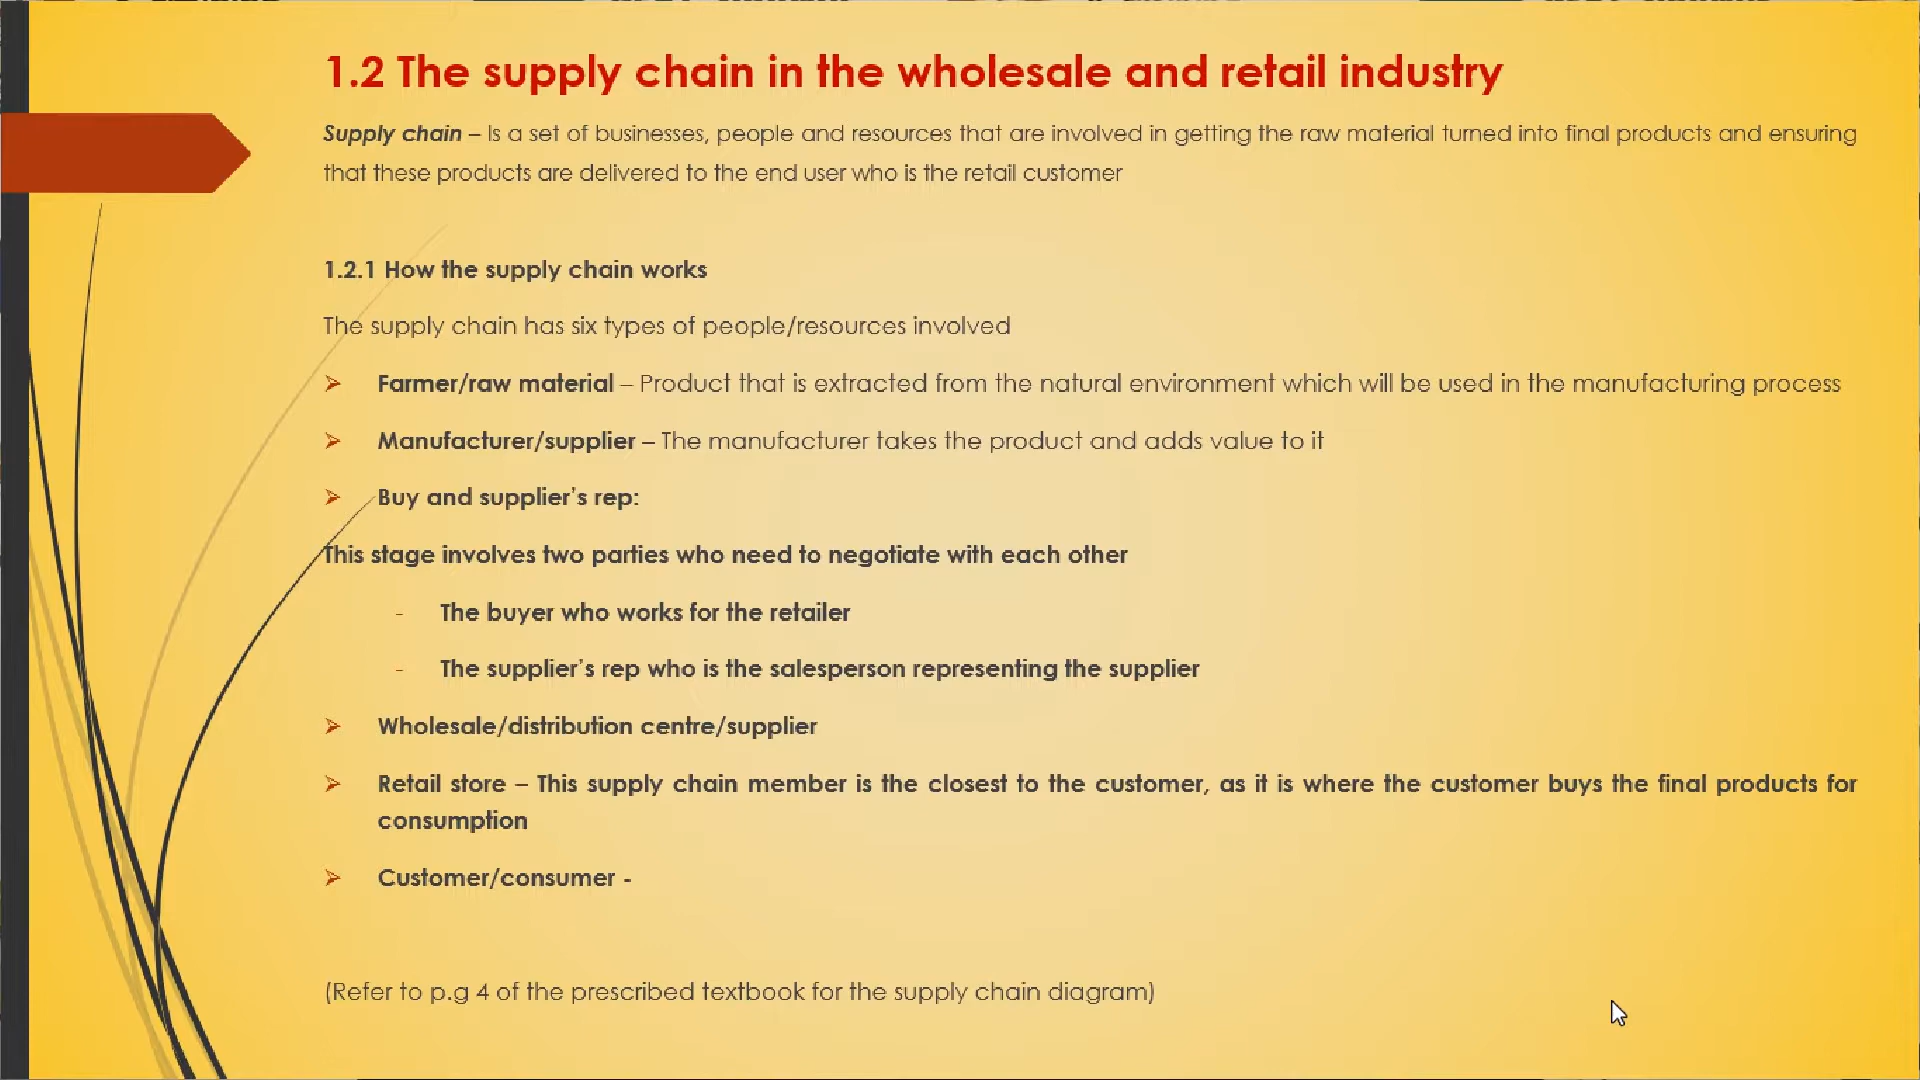 1.2 The supply chain in the wholesale and retail industry
Supply chain – Is a set of businesses, people and resources that are involved in getting the raw material turned into final products and ensuring
that these products are delivered to the end user who is the retail customer
1.2.1 How the supply chain works
The supply chain has six types of people/resources involved
➢ Farmer/raw material – Product that is extracted from the natural environment which will be used in the manufacturing process
➢ Manufacturer/supplier – The manufacturer takes the product and adds value to it
➢ Buy and supplier's rep:
This stage involves two parties who need to negotiate with each other
- The buyer who works for the retailer
- The supplier's rep who is the salesperson representing the supplier
➢ Wholesale/distribution centre/supplier
➢ Retail store – This supply chain member is the closest to the customer, as it is where the customer buys the final products for
consumption
➢ Customer/consumer -
(Refer to p.g 4 of the prescribed textbook for the supply chain diagram)